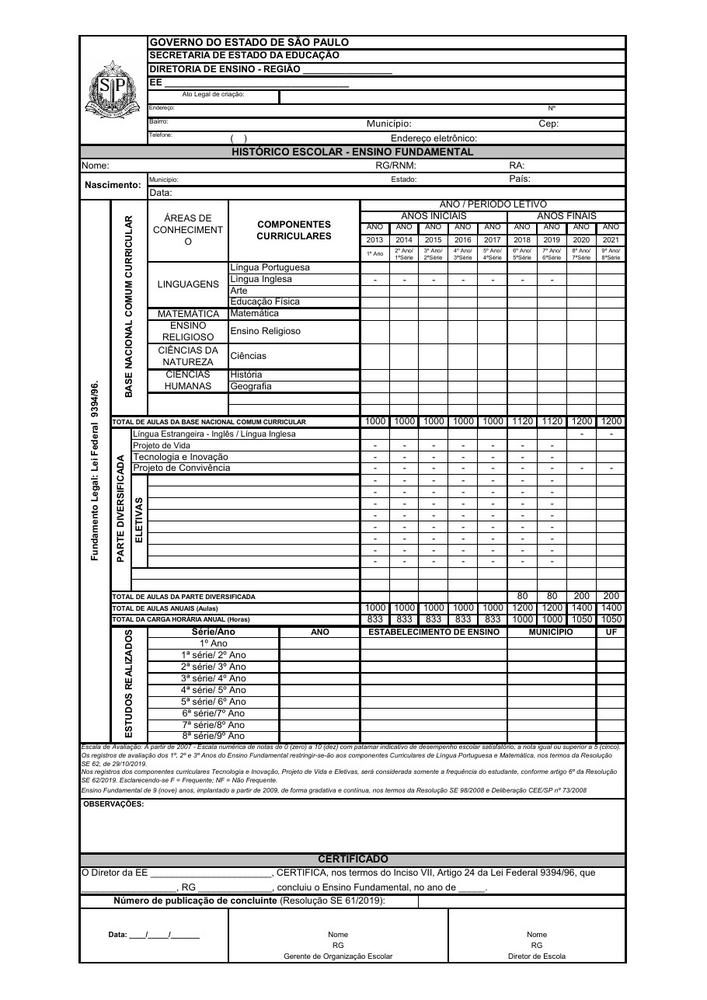 GOVERNO DO ESTADO DE SÃO PAULO
SECRETARIA DE ESTADO DA EDUCAÇÃO
DIRETORIA DE ENSINO - REGIÃO _________________
EE ___________________________________
Ato Legal de criação:
Endereço: Nº
Bairro: Município: Cep:
Telefone: ( ) Endereço eletrônico:
HISTÓRICO ESCOLAR - ENSINO FUNDAMENTAL
Nome: RG/RNM: RA:
Nascimento: Município: Estado: País:
Data:
Fundamento Legal: Lei Federal 9394/96.
BASE NACIONAL COMUM CURRICULAR
ÁREAS DE
CONHECIMENT
O
COMPONENTES
CURRICULARES
ANO / PERÍODO LETIVO
ANOS INICIAIS ANOS FINAIS
ANO ANO ANO ANO ANO ANO ANO ANO ANO
2013 2014 2015 2016 2017 2018 2019 2020 2021
1º Ano 2º Ano/ 3º Ano/ 4º Ano/ 5º Ano/ 6º Ano/ 7º Ano/ 8º Ano/ 9º Ano/
1ªSérie 2ªSérie 3ªSérie 4ªSérie 5ªSérie 6ªSérie 7ªSérie 8ªSérie
LINGUAGENS
Língua Portuguesa
Língua Inglesa - - - - - - -
Arte
Educação Física
MATEMÁTICA Matemática
ENSINO
RELIGIOSO
Ensino Religioso
CIÊNCIAS DA
NATUREZA
Ciências
CIÊNCIAS
HUMANAS
História
Geografia
TOTAL DE AULAS DA BASE NACIONAL COMUM CURRICULAR 1000 1000 1000 1000 1000 1120 1120 1200 1200
PARTE DIVERSIFICADA
Língua Estrangeira - Inglês / Língua Inglesa - -
Projeto de Vida - - - - - - -
Tecnologia e Inovação - - - - - - -
Projeto de Convivência - - - - - - - - -
ELETIVAS
- - - - - - -
- - - - - - -
- - - - - - -
- - - - - - -
- - - - - - -
- - - - - - -
- - - - - - -
- - - - - - -
TOTAL DE AULAS DA PARTE DIVERSIFICADA 80 80 200 200
TOTAL DE AULAS ANUAIS (Aulas) 1000 1000 1000 1000 1000 1200 1200 1400 1400
TOTAL DA CARGA HORÁRIA ANUAL (Horas) 833 833 833 833 833 1000 1000 1050 1050
ESTUDOS REALIZADOS
Série/Ano ANO ESTABELECIMENTO DE ENSINO MUNICÍPIO UF
1º Ano
1ª série/ 2º Ano
2ª série/ 3º Ano
3ª série/ 4º Ano
4ª série/ 5º Ano
5ª série/ 6º Ano
6ª série/7º Ano
7ª série/8º Ano
8ª série/9º Ano
Escala de Avaliação: A partir de 2007 - Escala numérica de notas de 0 (zero) a 10 (dez) com patamar indicativo de desempenho escolar satisfatório, a nota igual ou superior a 5 (cinco).
Os registros de avaliação dos 1º, 2º e 3º Anos do Ensino Fundamental restringir-se-ão aos componentes Curriculares de Língua Portuguesa e Matemática, nos termos da Resolução
SE 62, de 29/10/2019.
Nos registros dos componentes curriculares Tecnologia e Inovação, Projeto de Vida e Eletivas, será considerada somente a frequência do estudante, conforme artigo 6º da Resolução
SE 62/2019. Esclarecendo-se F = Frequente; NF = Não Frequente.
Ensino Fundamental de 9 (nove) anos, implantado a partir de 2009, de forma gradativa e contínua, nos termos da Resolução SE 98/2008 e Deliberação CEE/SP nº 73/2008
OBSERVAÇÕES:
CERTIFICADO
O Diretor da EE _______________________, CERTIFICA, nos termos do Inciso VII, Artigo 24 da Lei Federal 9394/96, que
__________________, RG ______________, concluiu o Ensino Fundamental, no ano de _____.
Número de publicação de concluinte (Resolução SE 61/2019):
Data: ____/_____/_______
Nome
RG
Gerente de Organização Escolar
Nome
RG
Diretor de Escola